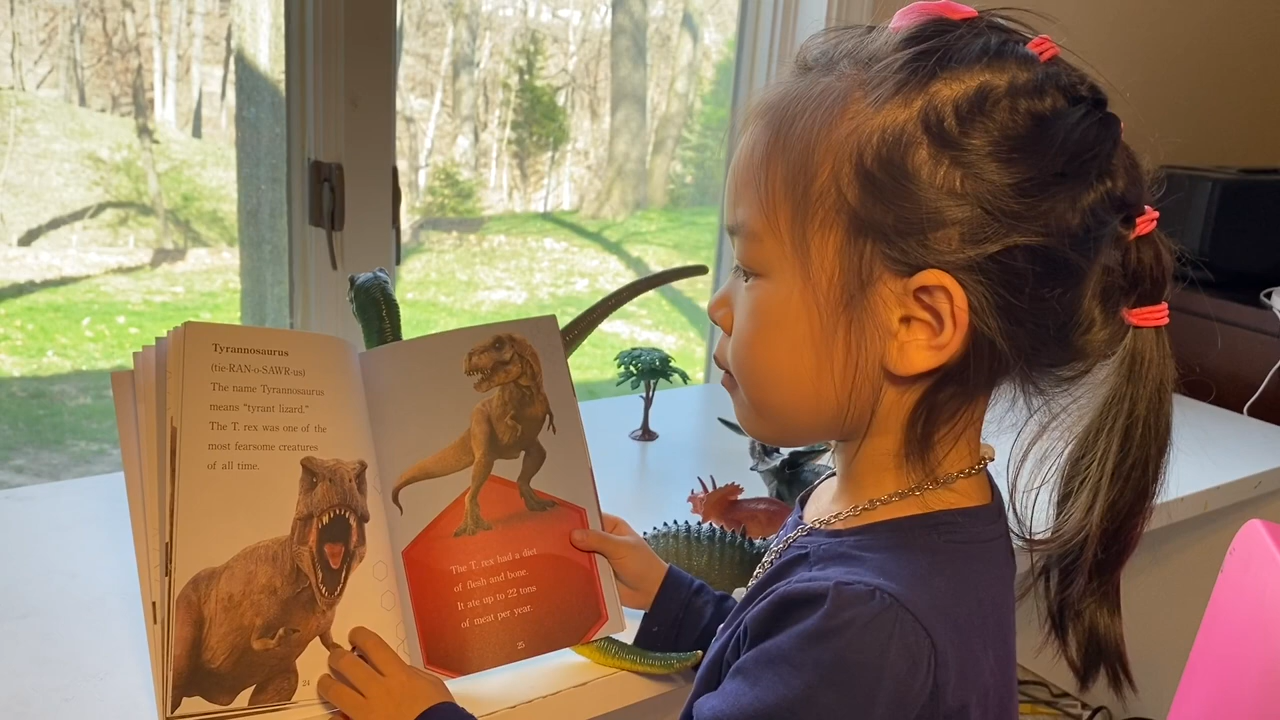 Tyrannosaurus
(tie-RAN-o-SAWR-us)
The name Tyrannosaurus
means "tyrant lizard."
The T. rex was one of the
most fearsome creatures
of all time.
24
The T. rex had a diet
of flesh and bone.
It ate up to 22 tons
of meat per year.
25